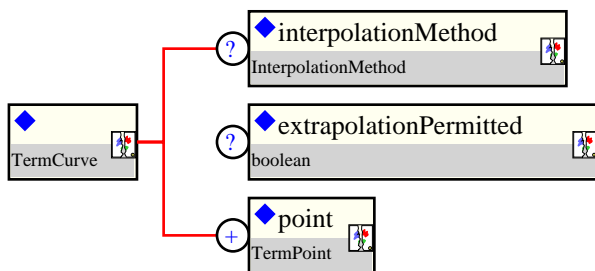 ?
interpolationMethod
InterpolationMethod
TermCurve
?
extrapolationPermitted
boolean
+
point
TermPoint